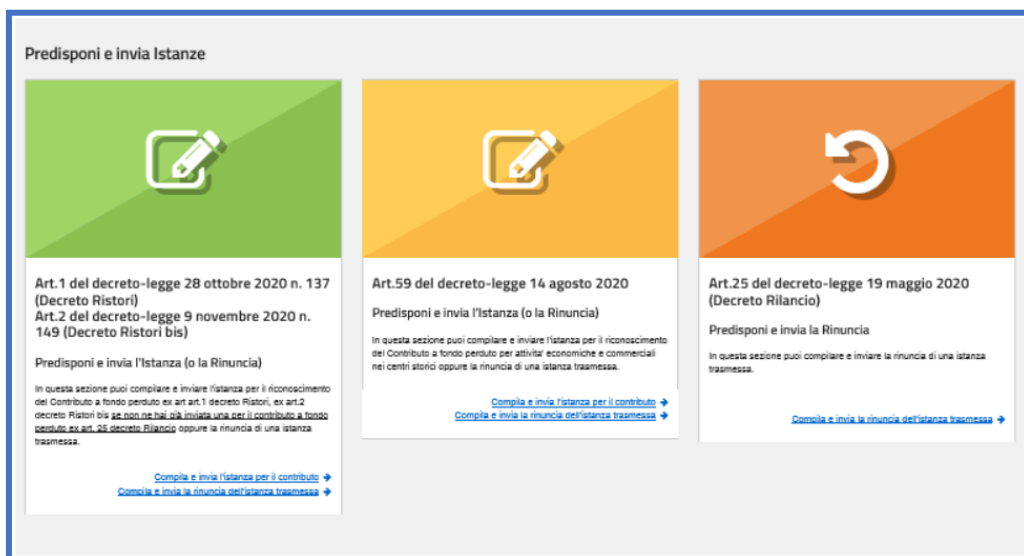 Predisponi e invia Istanze
Art.1 del decreto-legge 28 ottobre 2020 n. 137
(Decreto Ristori)
Art.2 del decreto-legge 9 novembre 2020 n.
149 (Decreto Ristori bis)
Predisponi e invia l'Istanza (o la Rinuncia)
In questa sezione puoi compilare e inviare l'istanza per il riconoscimento
del Contributo a fondo perduto ex art art.1 decreto Ristori, ex art.2
decreto Ristori bis se non ne hai già inviata una per il contributo a fondo
perduto ex art. 25 decreto Rilancio oppure la rinuncia di una istanza
trasmessa.
Compila e invia l'istanza per il contributo
Compila e invia la rinuncia dell'istanza trasmessa
Art.59 del decreto-legge 14 agosto 2020
Predisponi e invia l'Istanza (o la Rinuncia)
In questa sezione puoi compilare e inviare l'istanza per il riconoscimento
del Contributo a fondo perduto per attivita' economiche e commerciali
nei centri storici oppure la rinuncia di una istanza trasmessa.
Compila e invia l'istanza per il contributo
Compila e invia la rinuncia dell'istanza trasmessa
Art.25 del decreto-legge 19 maggio 2020
(Decreto Rilancio)
Predisponi e invia la Rinuncia
In questa sezione puoi compilare e inviare la rinuncia di una istanza
trasmessa.
Compila e invia la rinuncia dell'istanza trasmessa